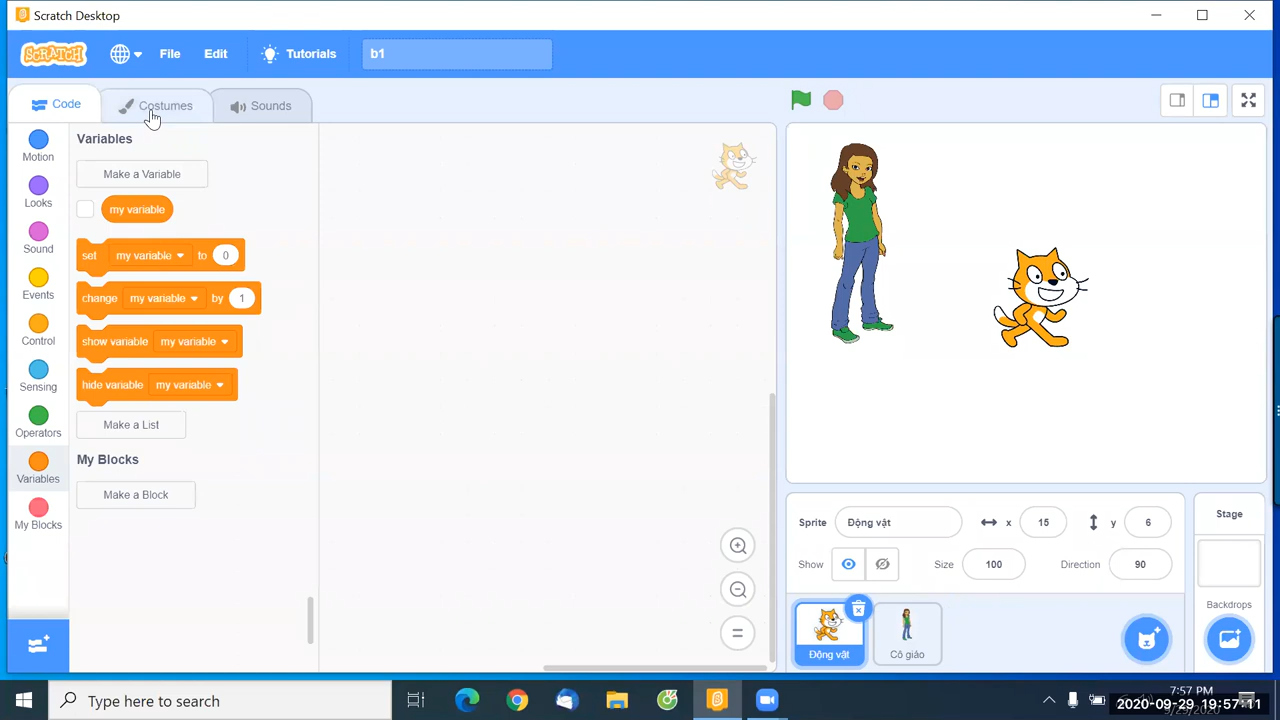 Scratch Desktop
SCRATCH File Edit Tutorials b1
Code Costumes Sounds
Motion
Looks
Sound
Events
Control
Sensing
Operators
Variables
My Blocks
Variables
Make a Variable
my variable
set my variable to 0
change my variable by 1
show variable my variable
hide variable my variable
Make a List
My Blocks
Make a Block
Sprite Động vật x 15 y 6
Show Size 100 Direction 90
Động vật Cô giáo
Stage
Backdrops
Type here to search
7:57 PM
2020-09-29 19:57:11